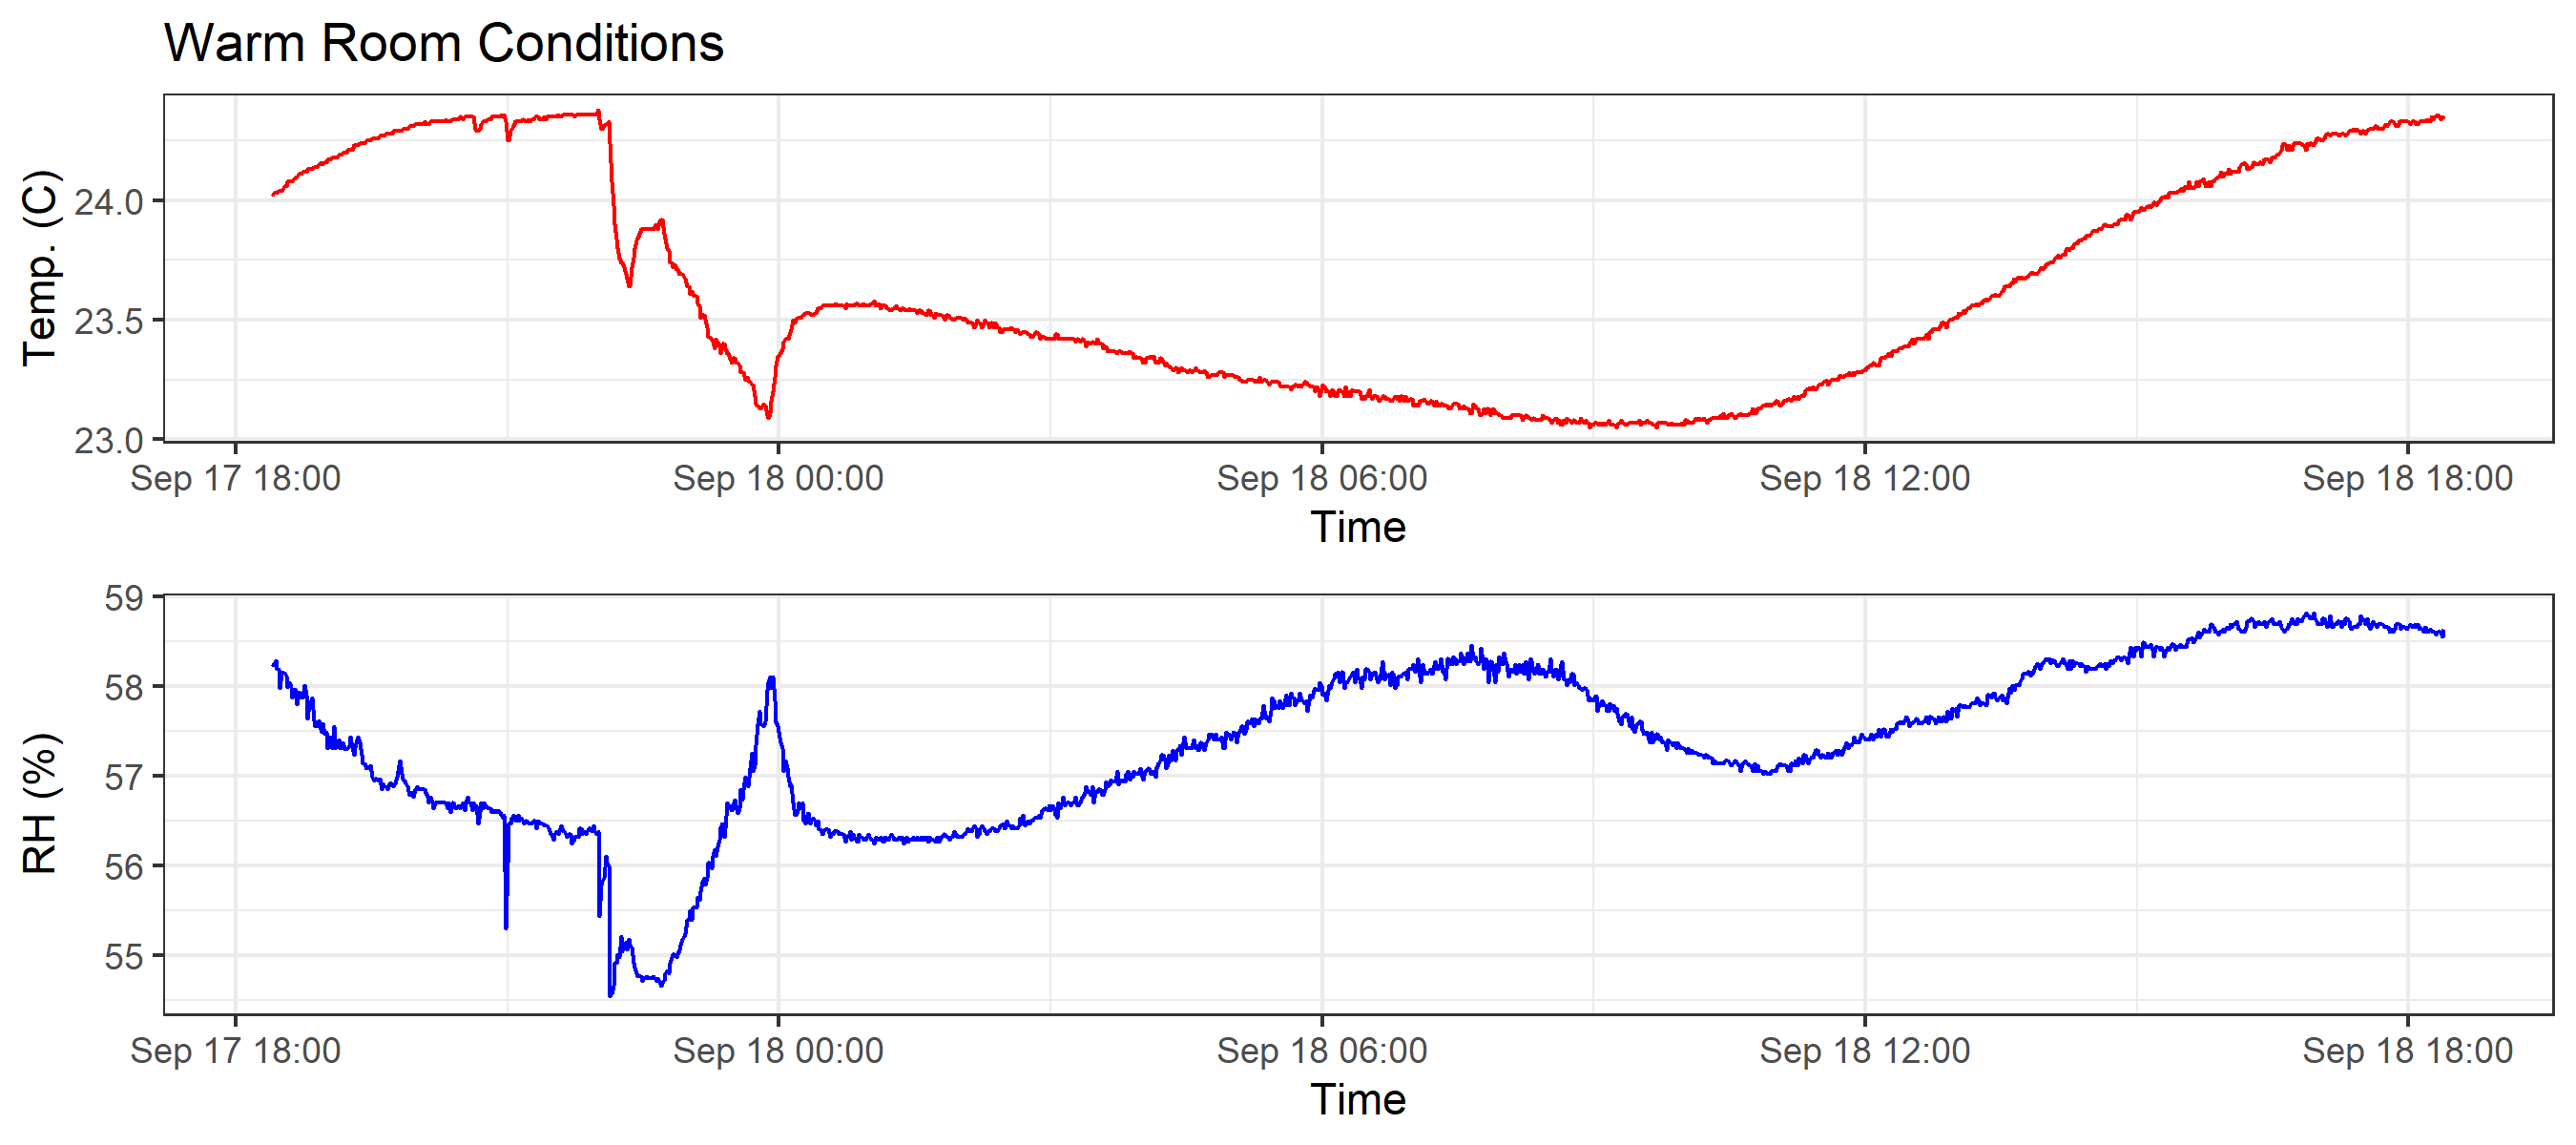 Warm Room Conditions
Temp. (C)
24.0
23.5
23.0
Sep 17 18:00 Sep 18 00:00 Sep 18 06:00 Sep 18 12:00 Sep 18 18:00
Time
RH (%)
59
58
57
56
55
Sep 17 18:00 Sep 18 00:00 Sep 18 06:00 Sep 18 12:00 Sep 18 18:00
Time